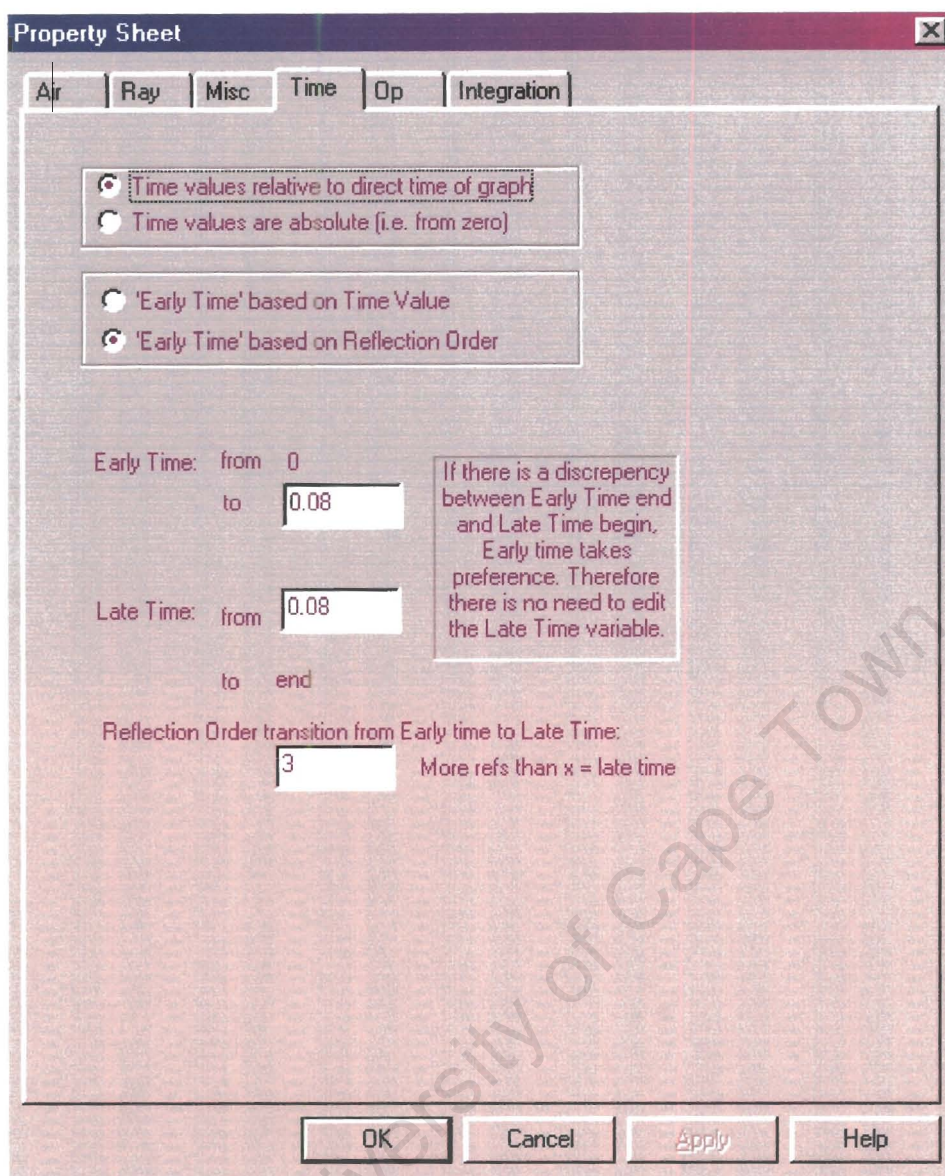 Property Sheet
Air Ray Misc Time Op Integration
Time values relative to direct time of graph
Time values are absolute (i.e. from zero)
'Early Time' based on Time Value
'Early Time' based on Reflection Order
Early Time: from 0
to 0.08
If there is a discrepency
between Early Time end
and Late Time begin,
Early time takes
preference. Therefore
there is no need to edit
the Late Time variable.
Late Time: from 0.08
to end
Reflection Order transition from Early time to Late Time:
3 More refs than x = late time
OK Cancel Apply Help
University of Cape Town